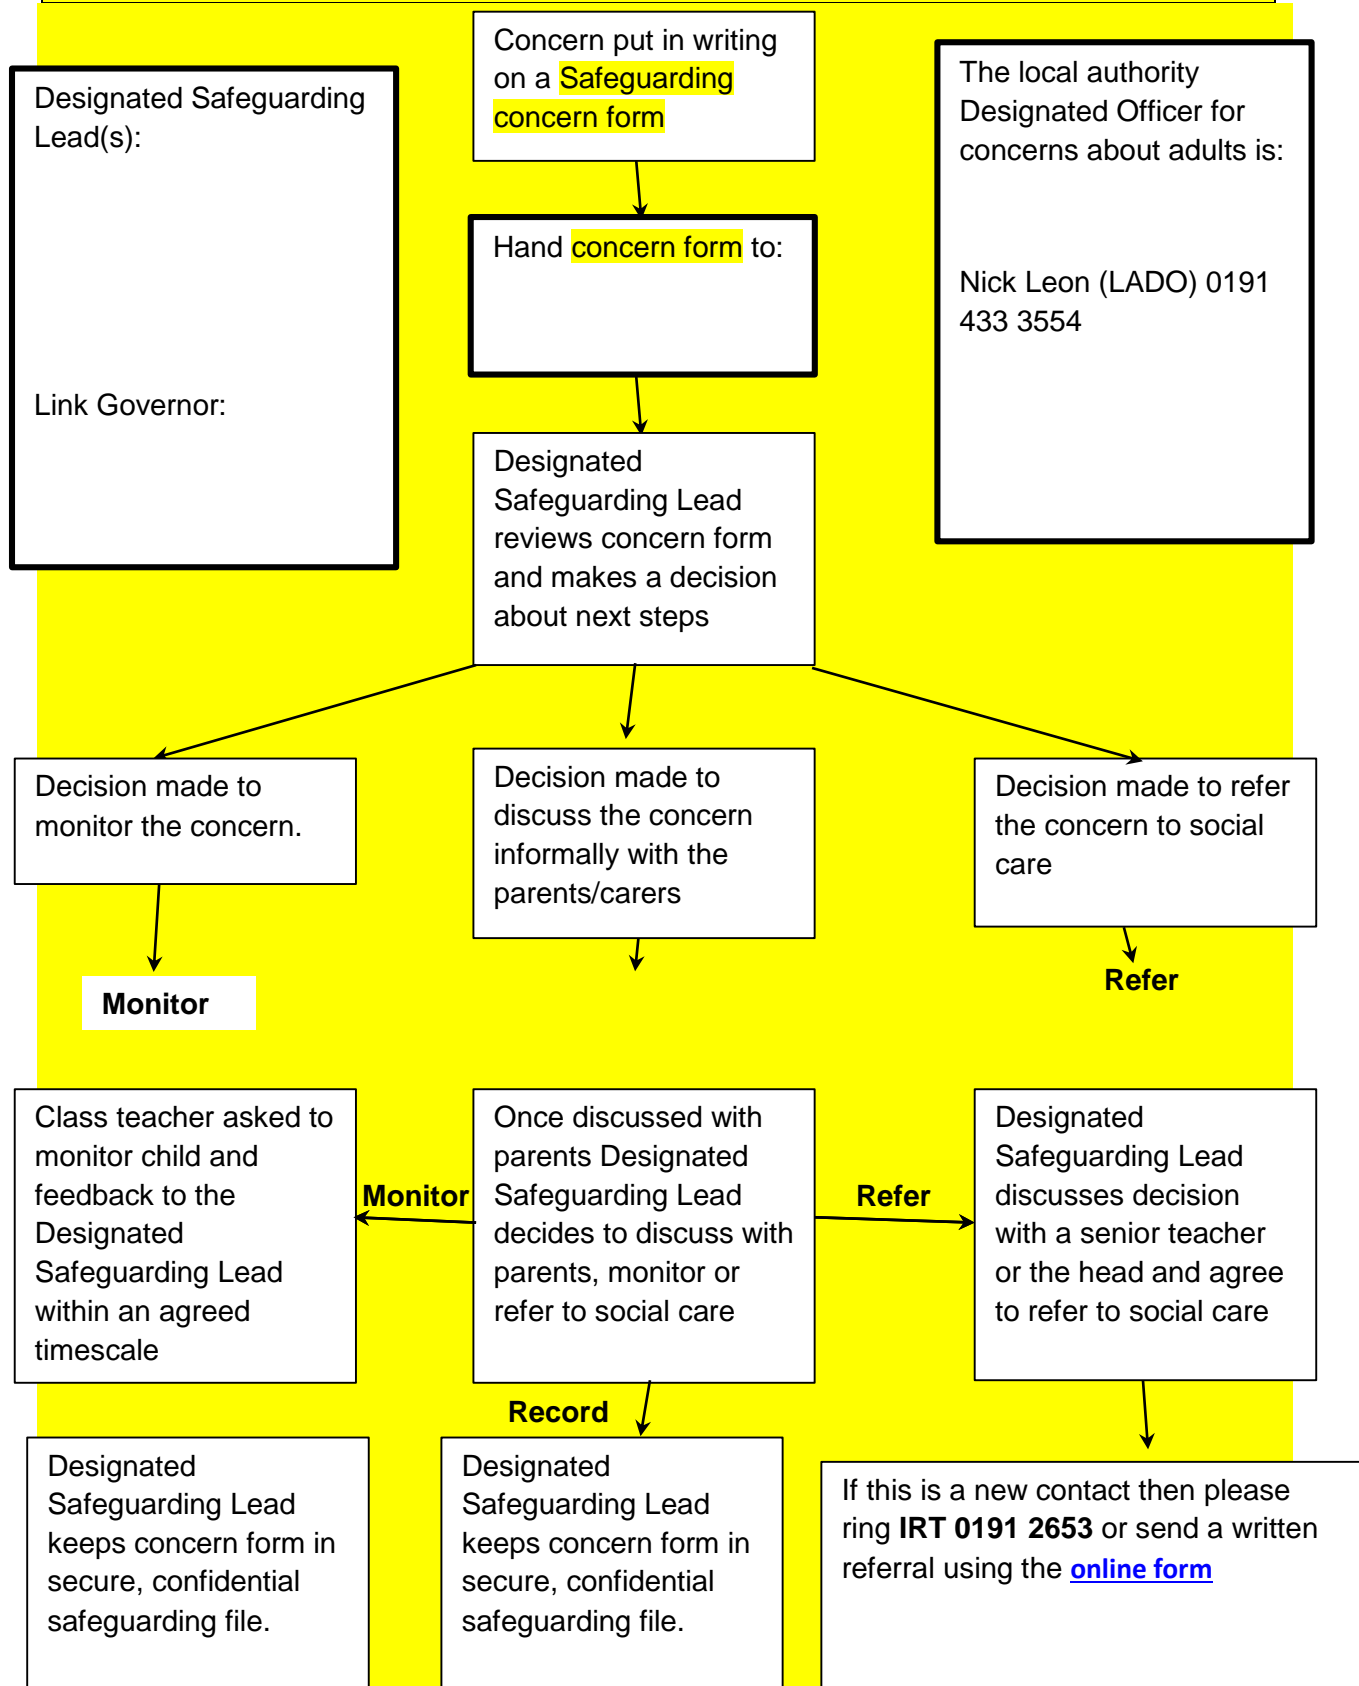 Concern put in writing
on a Safeguarding
concern form
Designated Safeguarding
Lead(s):
Link Governor:
The local authority
Designated Officer for
concerns about adults is:
Nick Leon (LADO) 0191
433 3554
Hand concern form to:
Designated
Safeguarding Lead
reviews concern form
and makes a decision
about next steps
Decision made to
monitor the concern.
Decision made to
discuss the concern
informally with the
parents/carers
Decision made to refer
the concern to social
care
Monitor
Refer
Class teacher asked to
monitor child and
feedback to the
Designated
Safeguarding Lead
within an agreed
timescale
Monitor
Once discussed with
parents Designated
Safeguarding Lead
decides to discuss with
parents, monitor or
refer to social care
Refer
Designated
Safeguarding Lead
discusses decision
with a senior teacher
or the head and agree
to refer to social care
Record
Designated
Safeguarding Lead
keeps concern form in
secure, confidential
safeguarding file.
Designated
Safeguarding Lead
keeps concern form in
secure, confidential
safeguarding file.
If this is a new contact then please
ring IRT 0191 2653 or send a written
referral using the online form